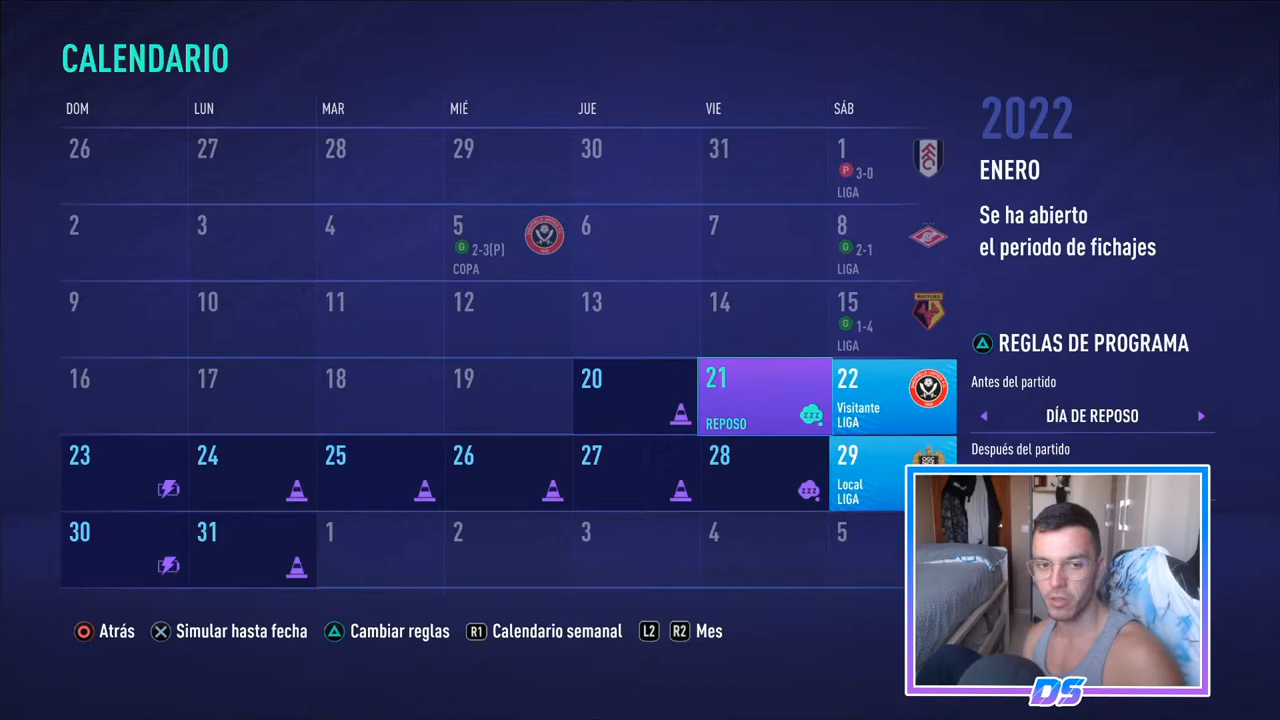 CALENDARIO
DOM LUN MAR MIÉ JUE VIE SÁB
26 27 28 29 30 31 1
P 3-0
LIGA
2 3 4 5 6 7 8
G 2-3(P) G 2-1
COPA LIGA
9 10 11 12 13 14 15
WATFORD
G 1-4
LIGA
16 17 18 19 20 21 22
Visitante
REPOSO zzz LIGA
23 24 25 26 27 28 29
Local
zzz LIGA
30 31 1 2 3 4 5
2022
ENERO
Se ha abierto
el periodo de fichajes
REGLAS DE PROGRAMA
Antes del partido
DÍA DE REPOSO
Después del partido
Atrás Simular hasta fecha Cambiar reglas R1 Calendario semanal L2 R2 Mes
DS